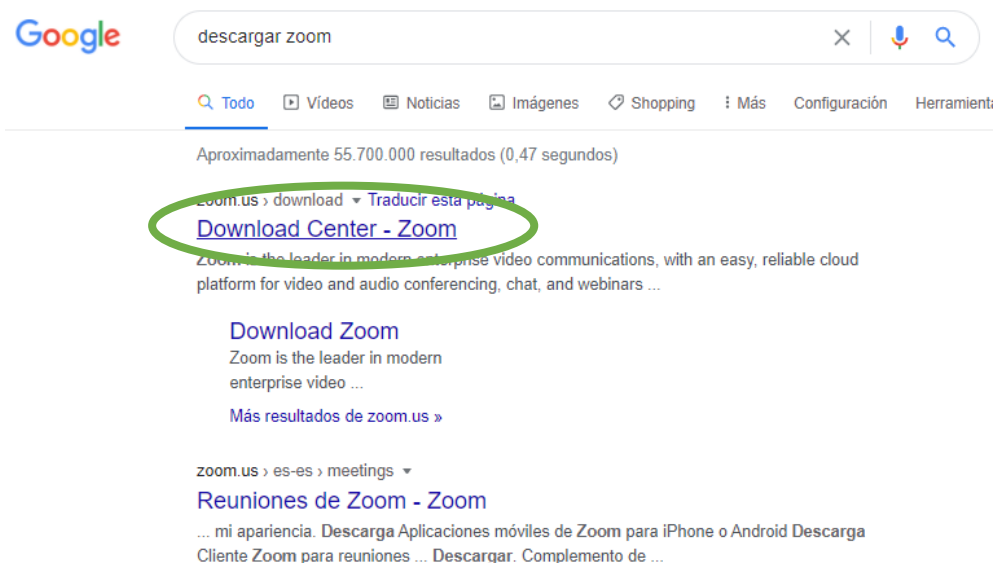 Google
descargar zoom
Todo Vídeos Noticias Imágenes Shopping Más Configuración Herramienta
Aproximadamente 55.700.000 resultados (0,47 segundos)
zoom.us › download Traducir esta página
Download Center - Zoom
Zoom is the leader in modern enterprise video communications, with an easy, reliable cloud
platform for video and audio conferencing, chat, and webinars ...
Download Zoom
Zoom is the leader in modern
enterprise video ...
Más resultados de zoom.us »
zoom.us › es-es › meetings
Reuniones de Zoom - Zoom
... mi apariencia. Descarga Aplicaciones móviles de Zoom para iPhone o Android Descarga
Cliente Zoom para reuniones ... Descargar. Complemento de ...